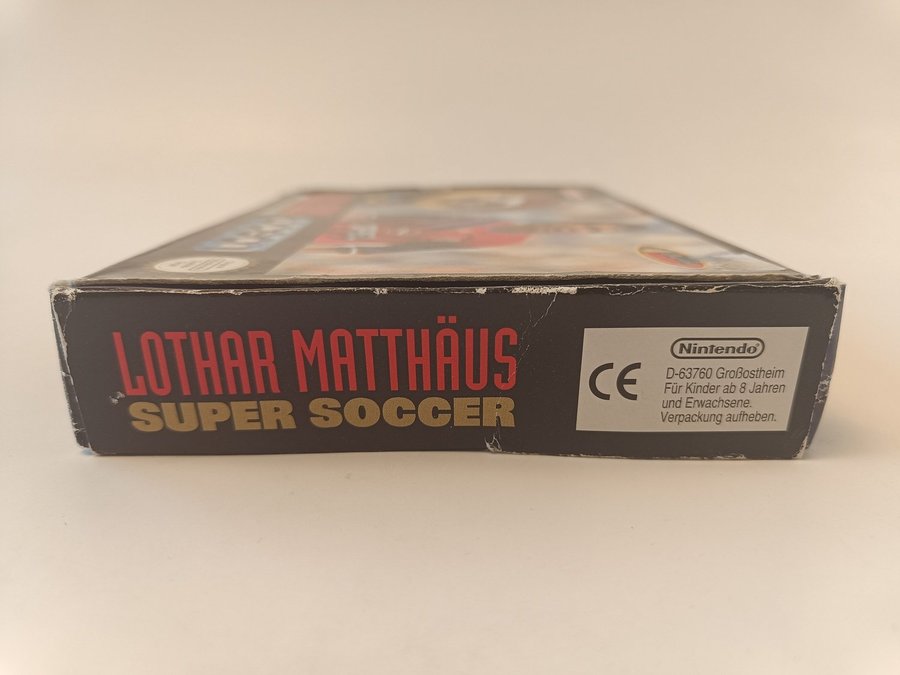 LOTHAR MATTHÄUS
SUPER SOCCER
CE
Nintendo
D-63760 Großostheim
Für Kinder ab 8 Jahren
und Erwachsene.
Verpackung aufheben.